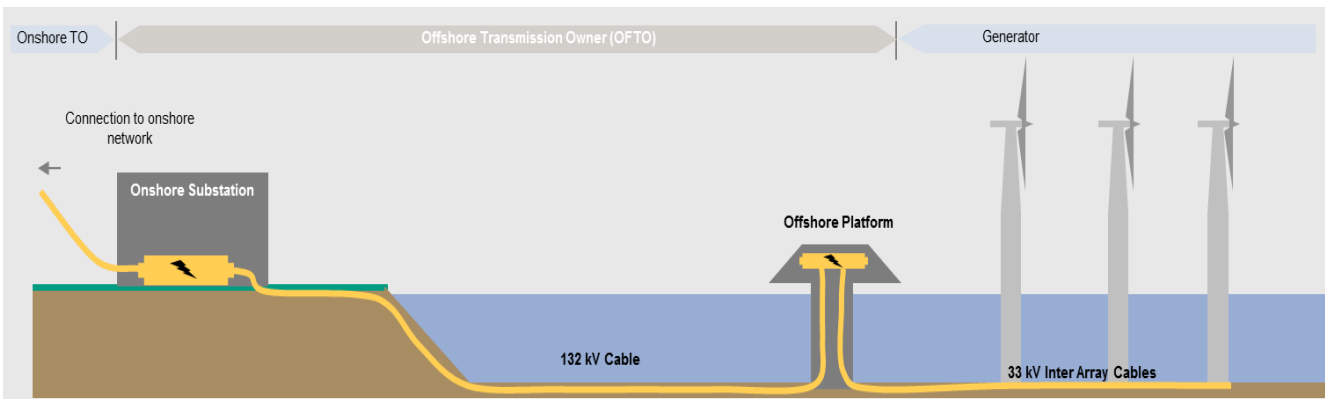 Onshore TO
Offshore Transmission Owner (OFTO)
Generator
Connection to onshore
network
Onshore Substation
Offshore Platform
132 kV Cable
33 kV Inter Array Cables